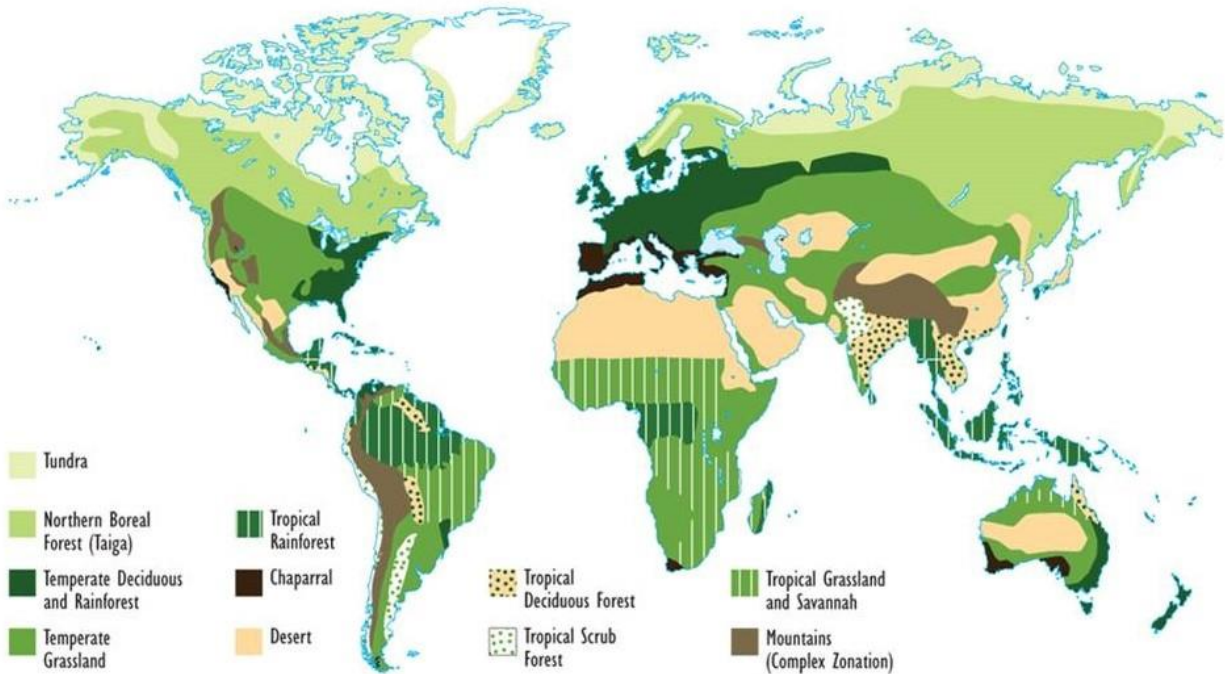 Tundra
Northern Boreal
Forest (Taiga)
Temperate Deciduous
and Rainforest
Temperate
Grassland
Tropical
Rainforest
Chaparral
Desert
Tropical
Deciduous Forest
Tropical Scrub
Forest
Tropical Grassland
and Savannah
Mountains
(Complex Zonation)